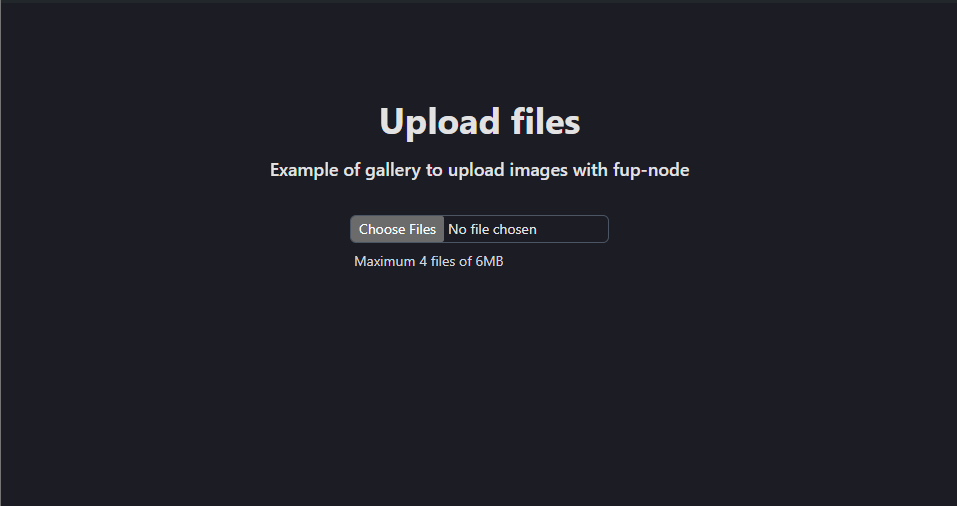 Upload files
Example of gallery to upload images with fup-node
Choose Files No file chosen
Maximum 4 files of 6MB